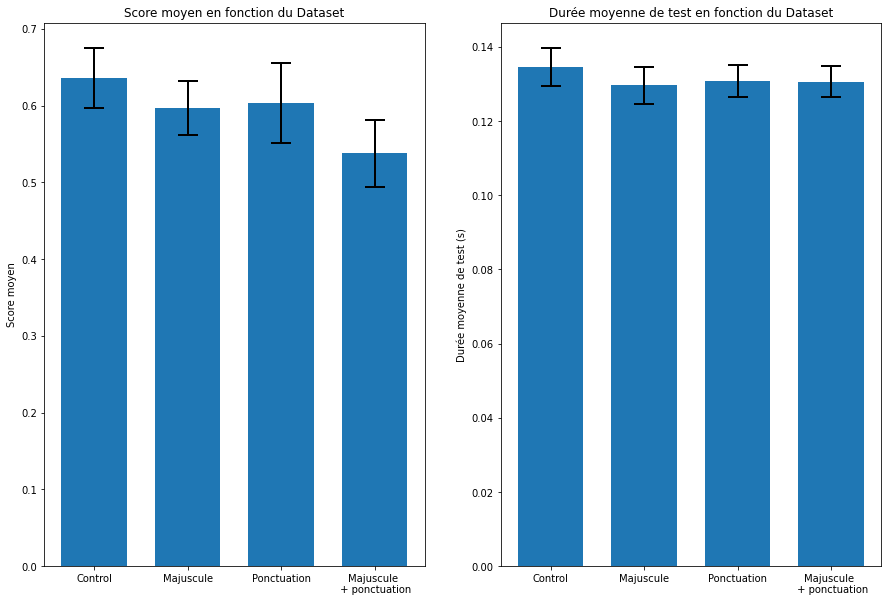 Score moyen en fonction du Dataset
0.7
0.6
0.5
0.4
0.3
0.2
0.1
0.0
Score moyen
Control
Majuscule
Ponctuation
Majuscule
+ ponctuation
Durée moyenne de test en fonction du Dataset
0.14
0.12
0.10
0.08
0.06
0.04
0.02
0.00
Durée moyenne de test (s)
Control
Majuscule
Ponctuation
Majuscule
+ ponctuation